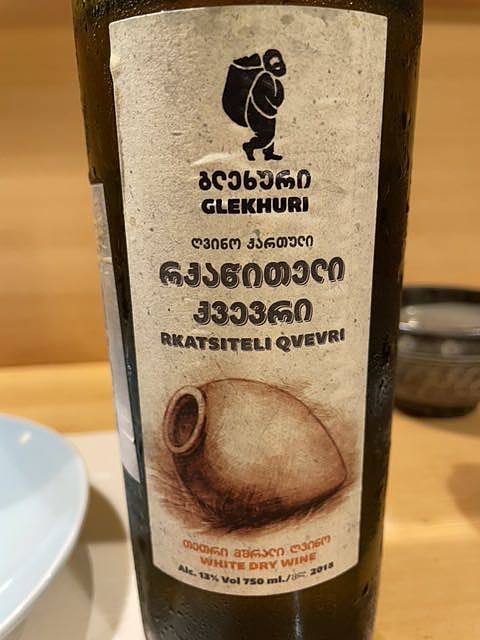 გლეხური
GLEKHURI
ღვინო ქართული
რქაწითელი
ქვევრი
RKATSITELI QVEVRI
თეთრი მშრალი ღვინო
WHITE DRY WINE
Alc. 13% Vol 750 ml./მლ. 2018